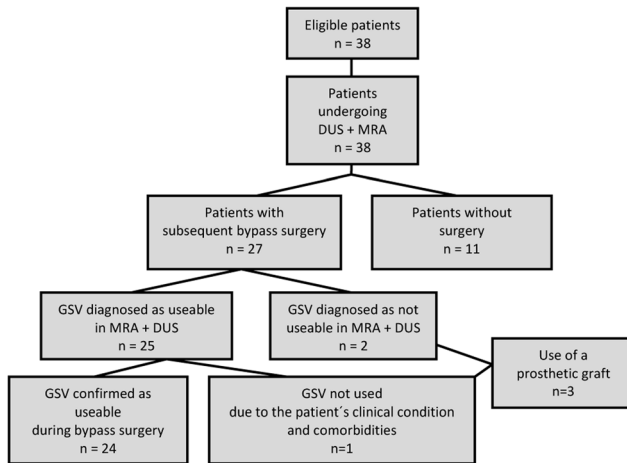 Eligible patients
n = 38
Patients
undergoing
DUS + MRA
n = 38
Patients with
subsequent bypass surgery
n = 27
Patients without
surgery
n = 11
GSV diagnosed as useable
in MRA + DUS
n = 25
GSV diagnosed as not
useable in MRA + DUS
n = 2
Use of a
prosthetic graft
n=3
GSV confirmed as
useable
during bypass surgery
n = 24
GSV not used
due to the patient´s clinical condition
and comorbidities
n=1